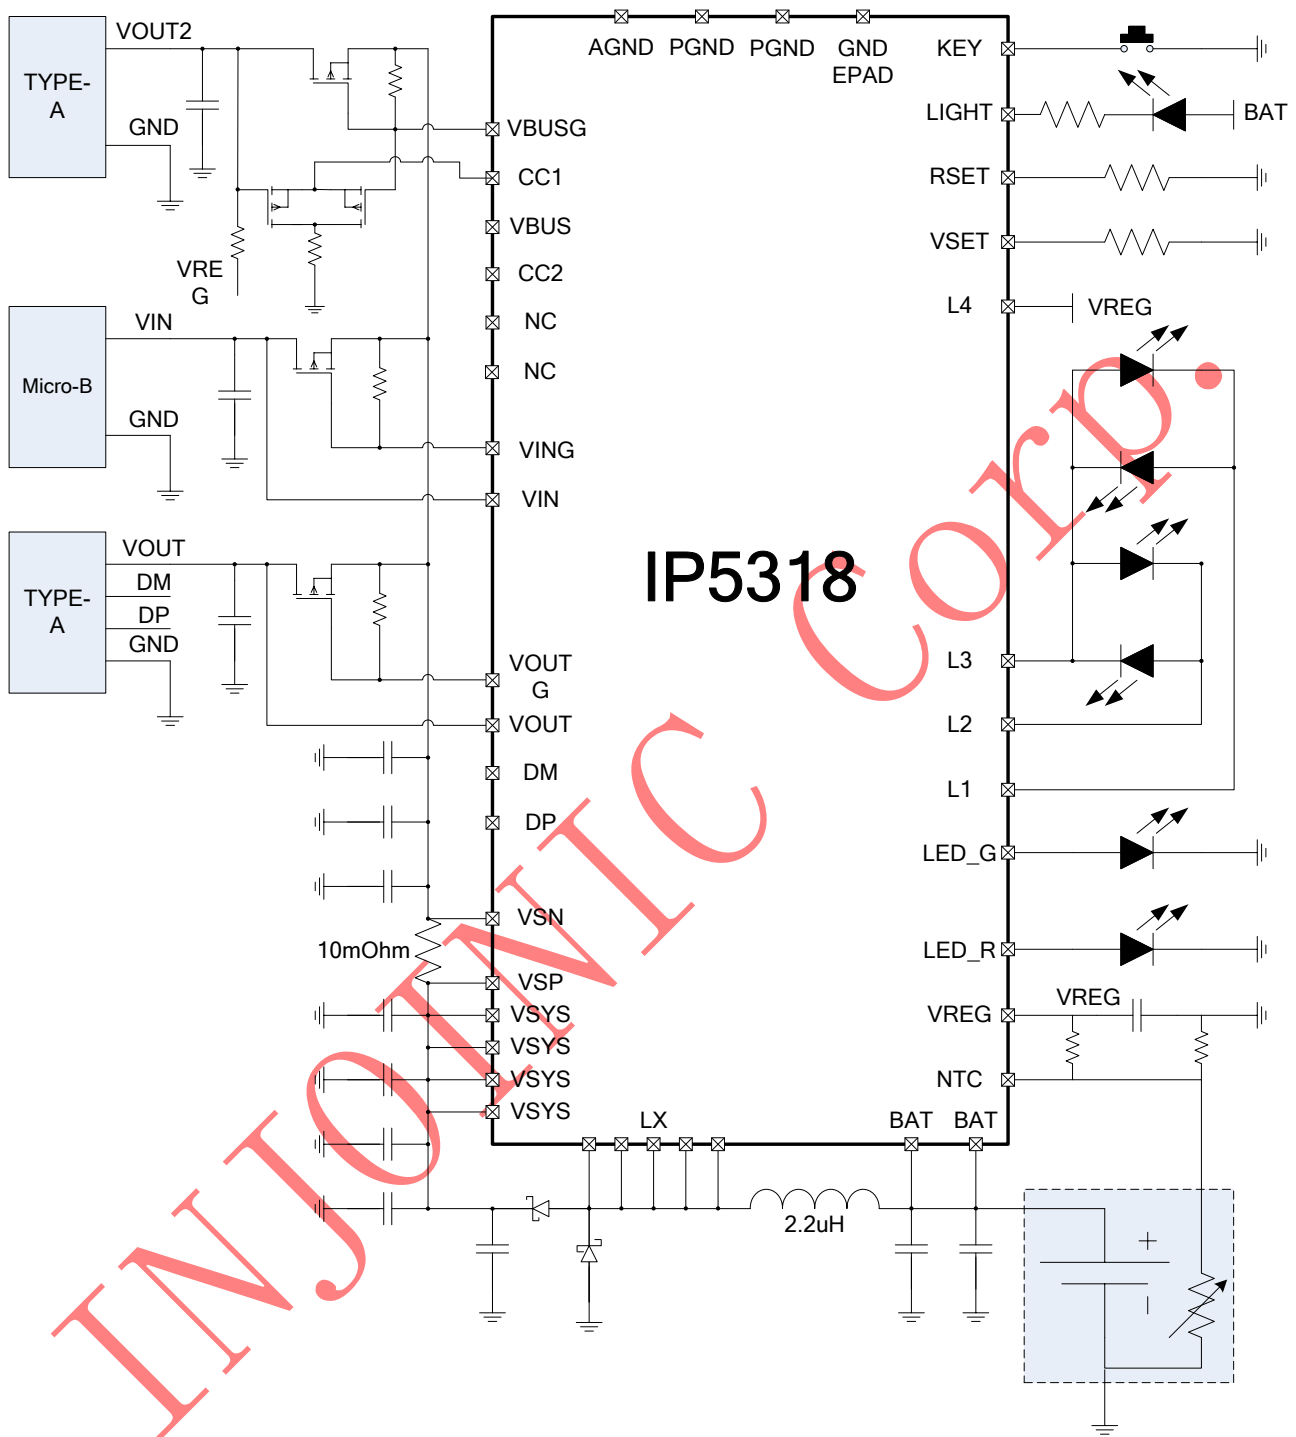 VOUT2
TYPE-
A
GND
VRE
G
VIN
Micro-B
GND
VOUT
DM
TYPE-
A
DP
GND
10mOhm
AGND
PGND
PGND
GND
EPAD
VBUSG
CC1
VBUS
CC2
NC
NC
VING
VIN
VOUT
G
VOUT
DM
DP
VSN
VSP
VSYS
VSYS
VSYS
VSYS
IP5318
KEY
LIGHT
BAT
RSET
VSET
L4
VREG
L3
L2
L1
LED_G
LED_R
VREG
VREG
NTC
LX
BAT
BAT
2.2uH
+
INJOINIC Corp.